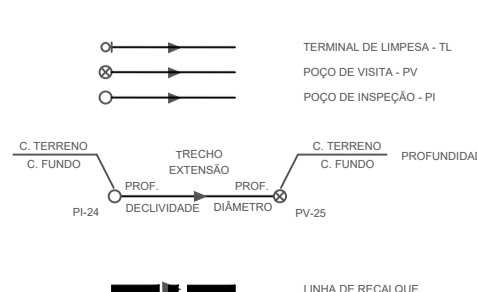 TERMINAL DE LIMPESA - TL
POÇO DE VISITA - PV
POÇO DE INSPEÇÃO - PI
C. TERRENO
C. FUNDO
TRECHO
EXTENSÃO
C. TERRENO
C. FUNDO
PROFUNDIDAD
PROF.
PROF.
PI-24
DECLIVIDADE
DIÂMETRO
PV-25
LINHA DE RECALQUE